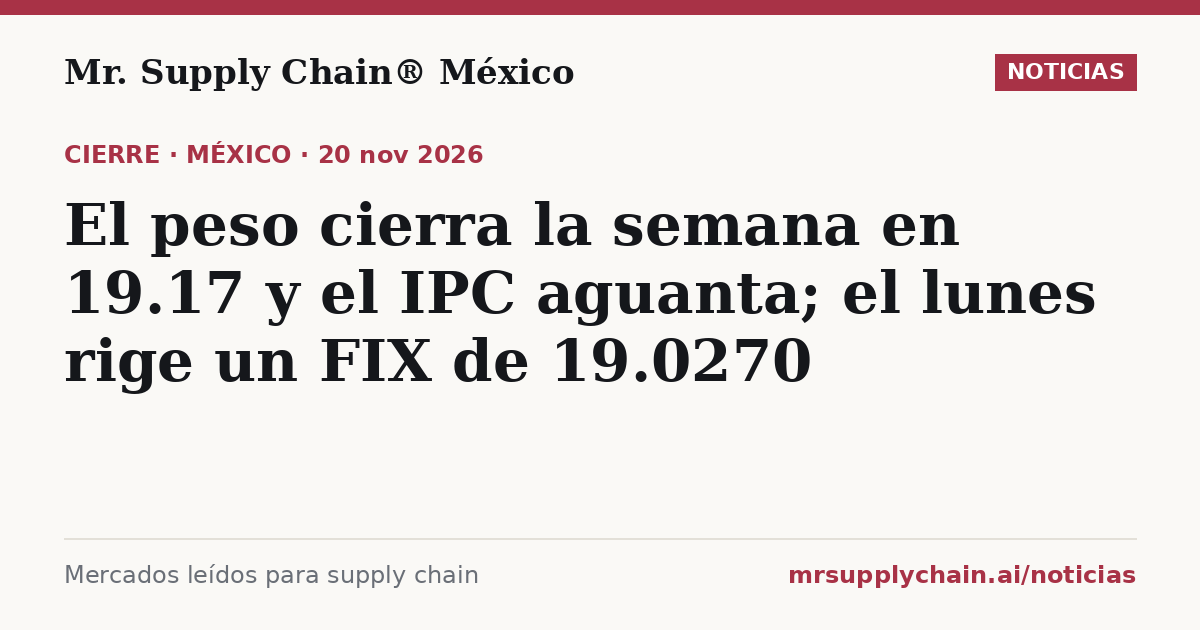 Mr. Supply Chain® México
NOTICIAS
CIERRE · MÉXICO · 20 nov 2026
El peso cierra la semana en
19.17 y el IPC aguanta; el lunes
rige un FIX de 19.0270
Mercados leídos para supply chain
mrsupplychain.ai/noticias